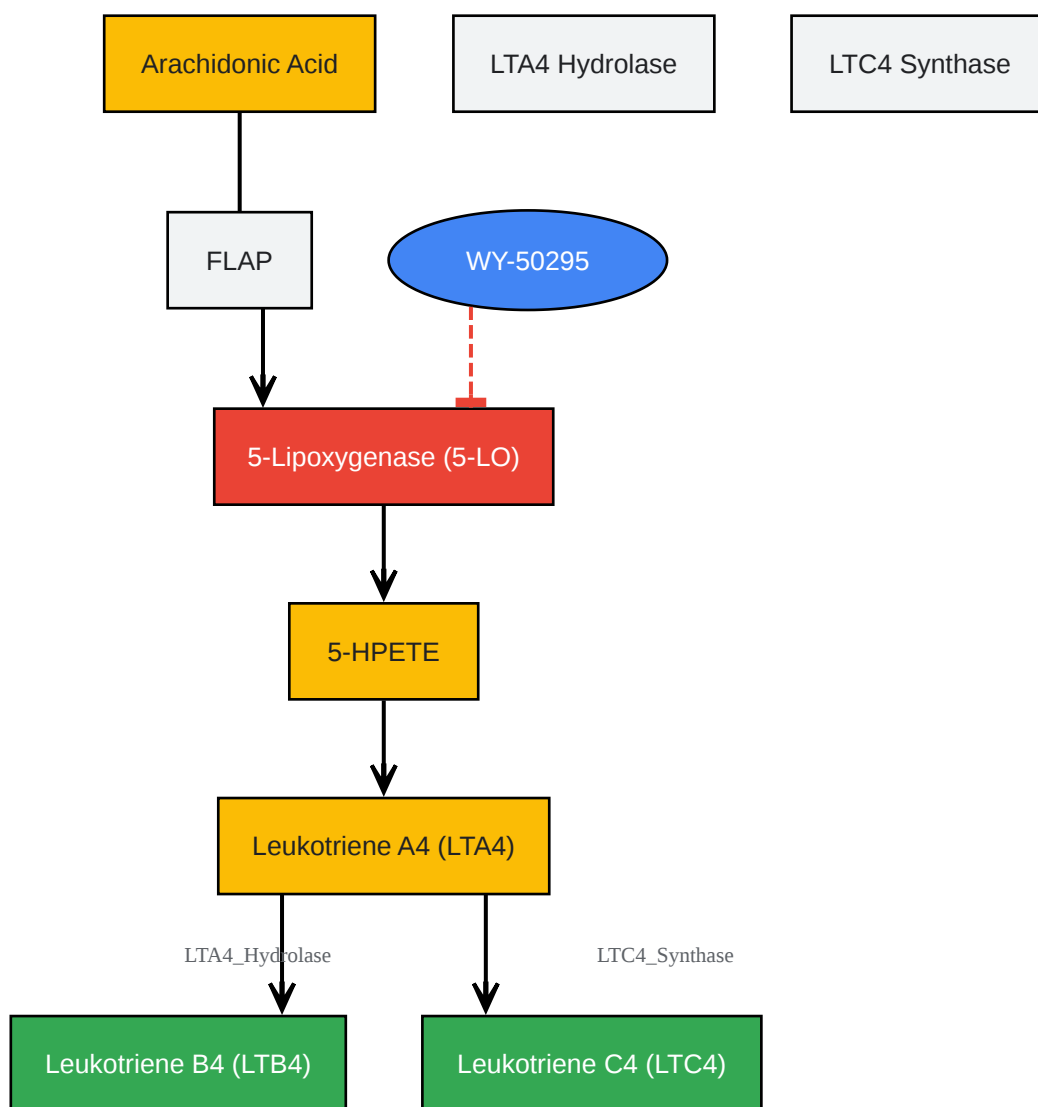 Arachidonic Acid
LTA4 Hydrolase
LTC4 Synthase
FLAP
WY-50295
5-Lipoxygenase (5-LO)
5-HPETE
Leukotriene A4 (LTA4)
LTA4_Hydrolase
LTC4_Synthase
Leukotriene B4 (LTB4)
Leukotriene C4 (LTC4)